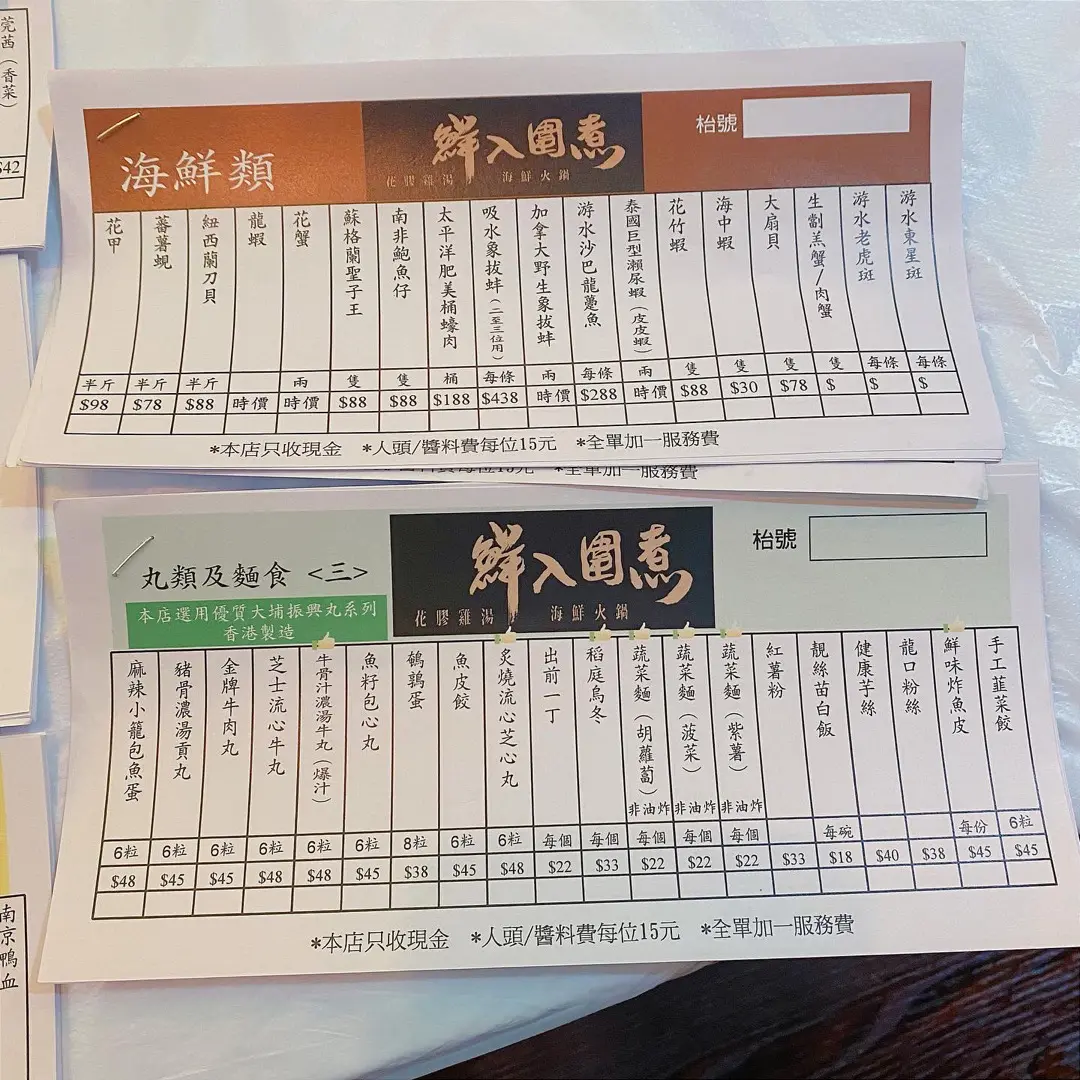 芫茜（香菜）
$42
海鮮類
鮮入圍煮
花膠雞湯
海鮮火鍋
枱號
花甲 半斤 $98
蕃薯蜆 半斤 $78
紐西蘭刀貝 半斤 $88
龍蝦 時價
花蟹 兩 時價
蘇格蘭聖子王 隻 $88
南非鮑魚仔 隻 $88
太平洋肥美桶蠔肉 桶 $188
吸水象拔蚌（二至三位用） 每條 $438
加拿大野生象拔蚌 兩 時價
游水沙巴龍躉魚 每條 $288
泰國巨型瀨尿蝦（皮皮蝦） 兩 時價
花竹蝦 隻 $88
海中蝦 隻 $30
大扇貝 隻 $78
生劏羔蟹/肉蟹 隻 $
游水老虎斑 每條 $
游水東星斑 每條 $
*本店只收現金 *人頭/醬料費每位15元 *全單加一服務費
*全單加一服務費
丸類及麵食 <三>
本店選用優質大埔振興丸系列
香港製造
鮮入圍煮
花膠雞湯
海鮮火鍋
枱號
麻辣小籠包魚蛋 6粒 $48
豬骨濃湯貢丸 6粒 $45
金牌牛肉丸 6粒 $45
芝士流心牛丸 6粒 $48
牛骨汁濃湯牛丸（爆汁） 6粒 $48
魚籽包心丸 6粒 $45
鵪鶉蛋 8粒 $38
魚皮餃 6粒 $45
炙燒流心芝心丸 6粒 $48
出前一丁 每個 $22
稻庭烏冬 每個 $33
蔬菜麵（胡蘿蔔）非油炸 每個 $22
蔬菜麵（菠菜）非油炸 每個 $22
蔬菜麵（紫薯）非油炸 每個 $22
紅薯粉 $33
靚絲苗白飯 每碗 $18
健康芋絲 $40
龍口粉絲 $38
鮮味炸魚皮 每份 $45
手工韮菜餃 6粒 $45
*本店只收現金 *人頭/醬料費每位15元 *全單加一服務費
南京鴨血